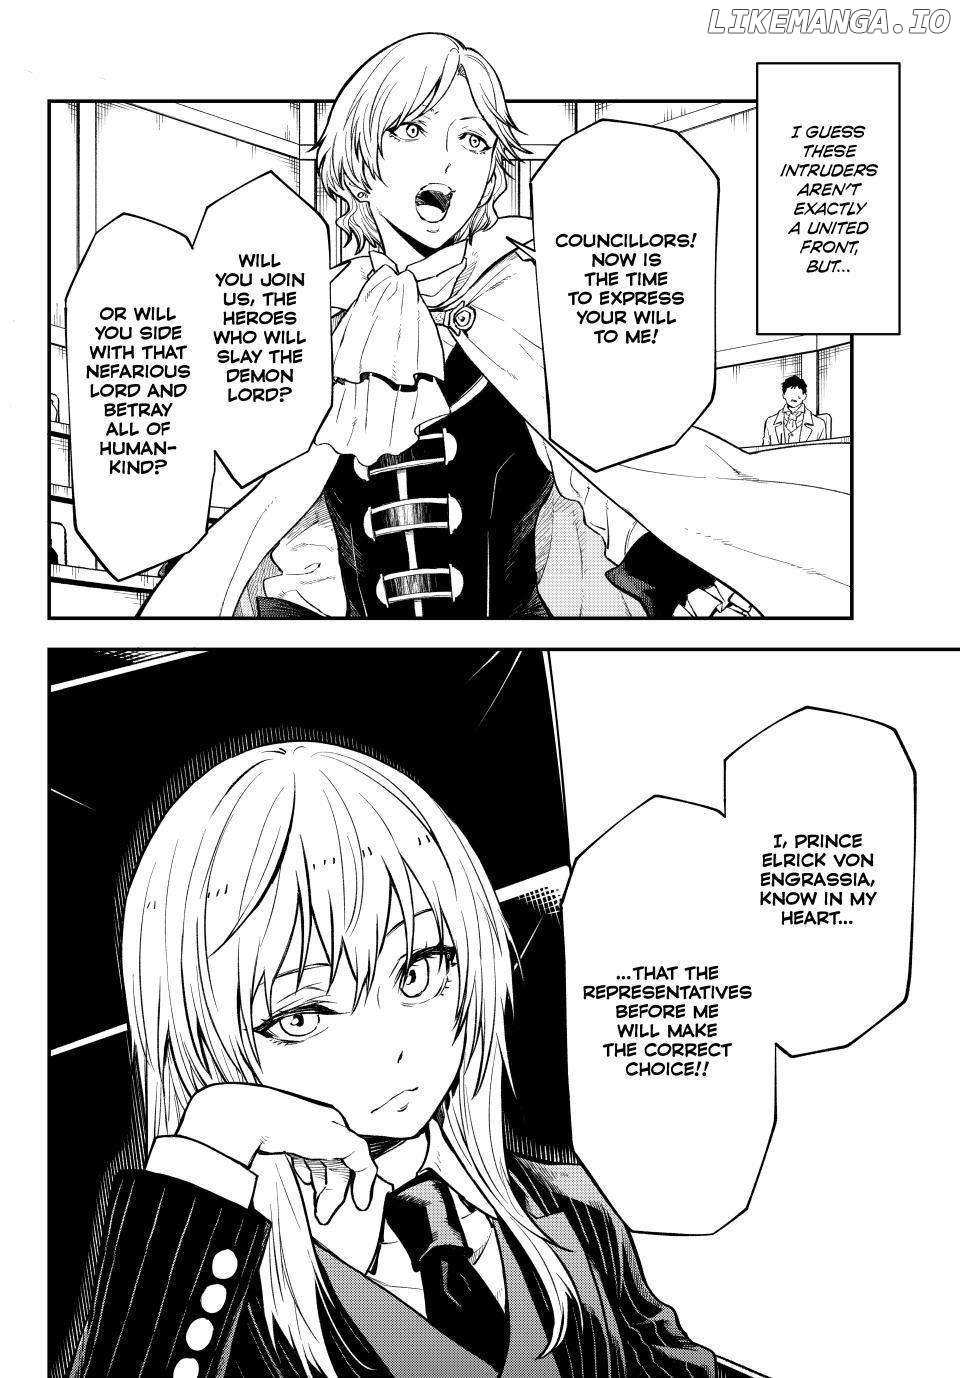 LIKEMANGA.IO
I GUESS
THESE
INTRUDERS
AREN'T
EXACTLY
A UNITED
FRONT,
BUT...
COUNCILLORS!
NOW IS
THE TIME
TO EXPRESS
YOUR WILL
TO ME!
WILL
YOU JOIN
US, THE
HEROES
WHO WILL
SLAY THE
DEMON
LORD?
OR WILL
YOU SIDE
WITH THAT
NEFARIOUS
LORD AND
BETRAY
ALL OF
HUMAN-
KIND?
I, PRINCE
ELRICK VON
ENGRASSIA,
KNOW IN MY
HEART...
...THAT THE
REPRESENTATIVES
BEFORE ME
WILL MAKE
THE CORRECT
CHOICE!!